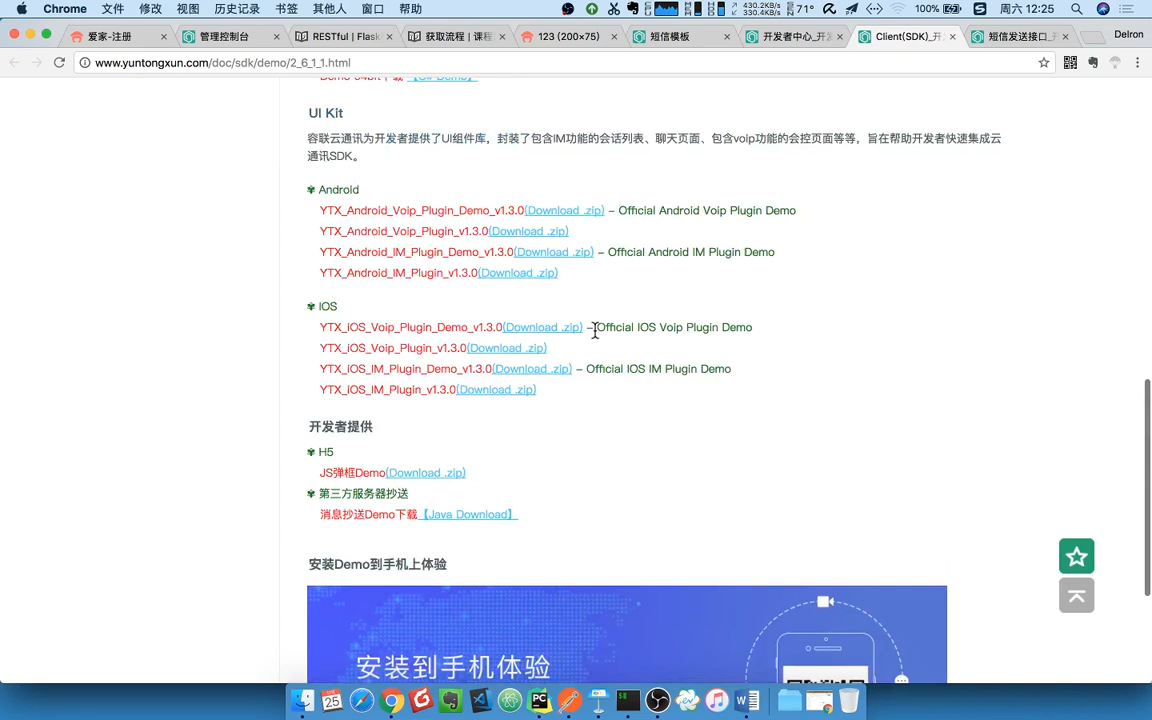 Chrome 文件 修改 视图 历史记录 书签 其他人 窗口 帮助 430.2KB/s 330.4KB/s 71° 100% 周六 12:25
爱家-注册 管理控制台 RESTful | Flask 获取流程 | 课程 123 (200×75) 短信模板 开发者中心_开 Client(SDK)_开 短信发送接口_开 Delron
www.yuntongxun.com/doc/sdk/demo/2_6_1_1.html
UI Kit
容联云通讯为开发者提供了UI组件库，封装了包含IM功能的会话列表、聊天页面、包含voip功能的会控页面等等，旨在帮助开发者快速集成云
通讯SDK。
Android
YTX_Android_Voip_Plugin_Demo_v1.3.0(Download .zip) – Official Android Voip Plugin Demo
YTX_Android_Voip_Plugin_v1.3.0(Download .zip)
YTX_Android_IM_Plugin_Demo_v1.3.0(Download .zip) – Official Android IM Plugin Demo
YTX_Android_IM_Plugin_v1.3.0(Download .zip)
IOS
YTX_iOS_Voip_Plugin_Demo_v1.3.0(Download .zip) – Official IOS Voip Plugin Demo
YTX_iOS_Voip_Plugin_v1.3.0(Download .zip)
YTX_iOS_IM_Plugin_Demo_v1.3.0(Download .zip) – Official IOS IM Plugin Demo
YTX_iOS_IM_Plugin_v1.3.0(Download .zip)
开发者提供
H5
JS弹框Demo(Download .zip)
第三方服务器抄送
消息抄送Demo下载【Java Download】
安装Demo到手机上体验
安装到手机体验